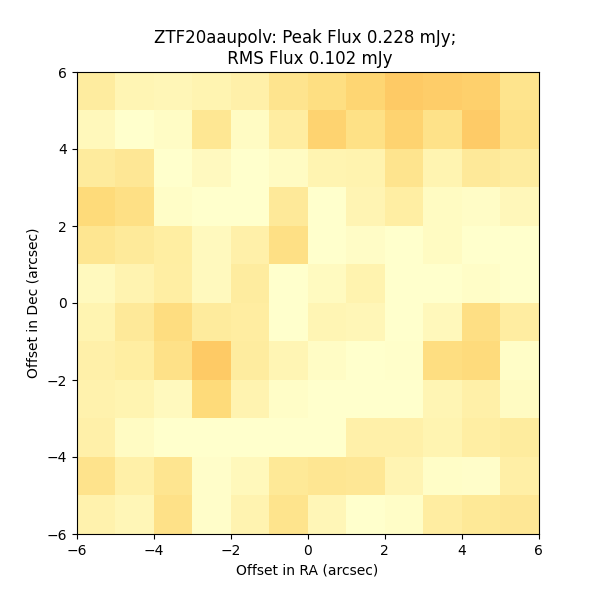 ZTF20aaupolv: Peak Flux 0.228 mJy;
RMS Flux 0.102 mJy
6
4
2
0
−2
−4
−6
Offset in Dec (arcsec)
−6 −4 −2 0 2 4 6
Offset in RA (arcsec)